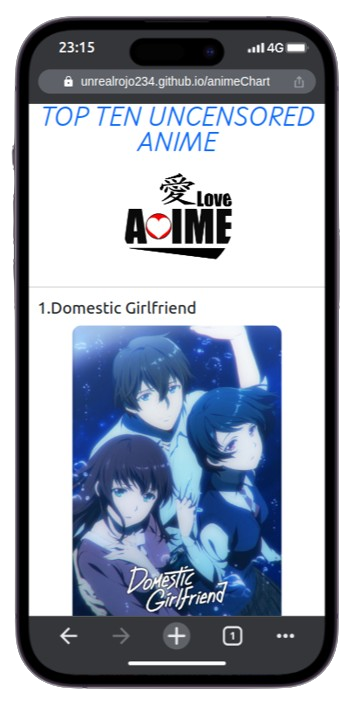 23:15
4G
unrealrojo234.github.io/animeChart
TOP TEN UNCENSORED
ANIME
愛 Love
ANIME
1.Domestic Girlfriend
DOMESTIC
GIRLFRIEND
1